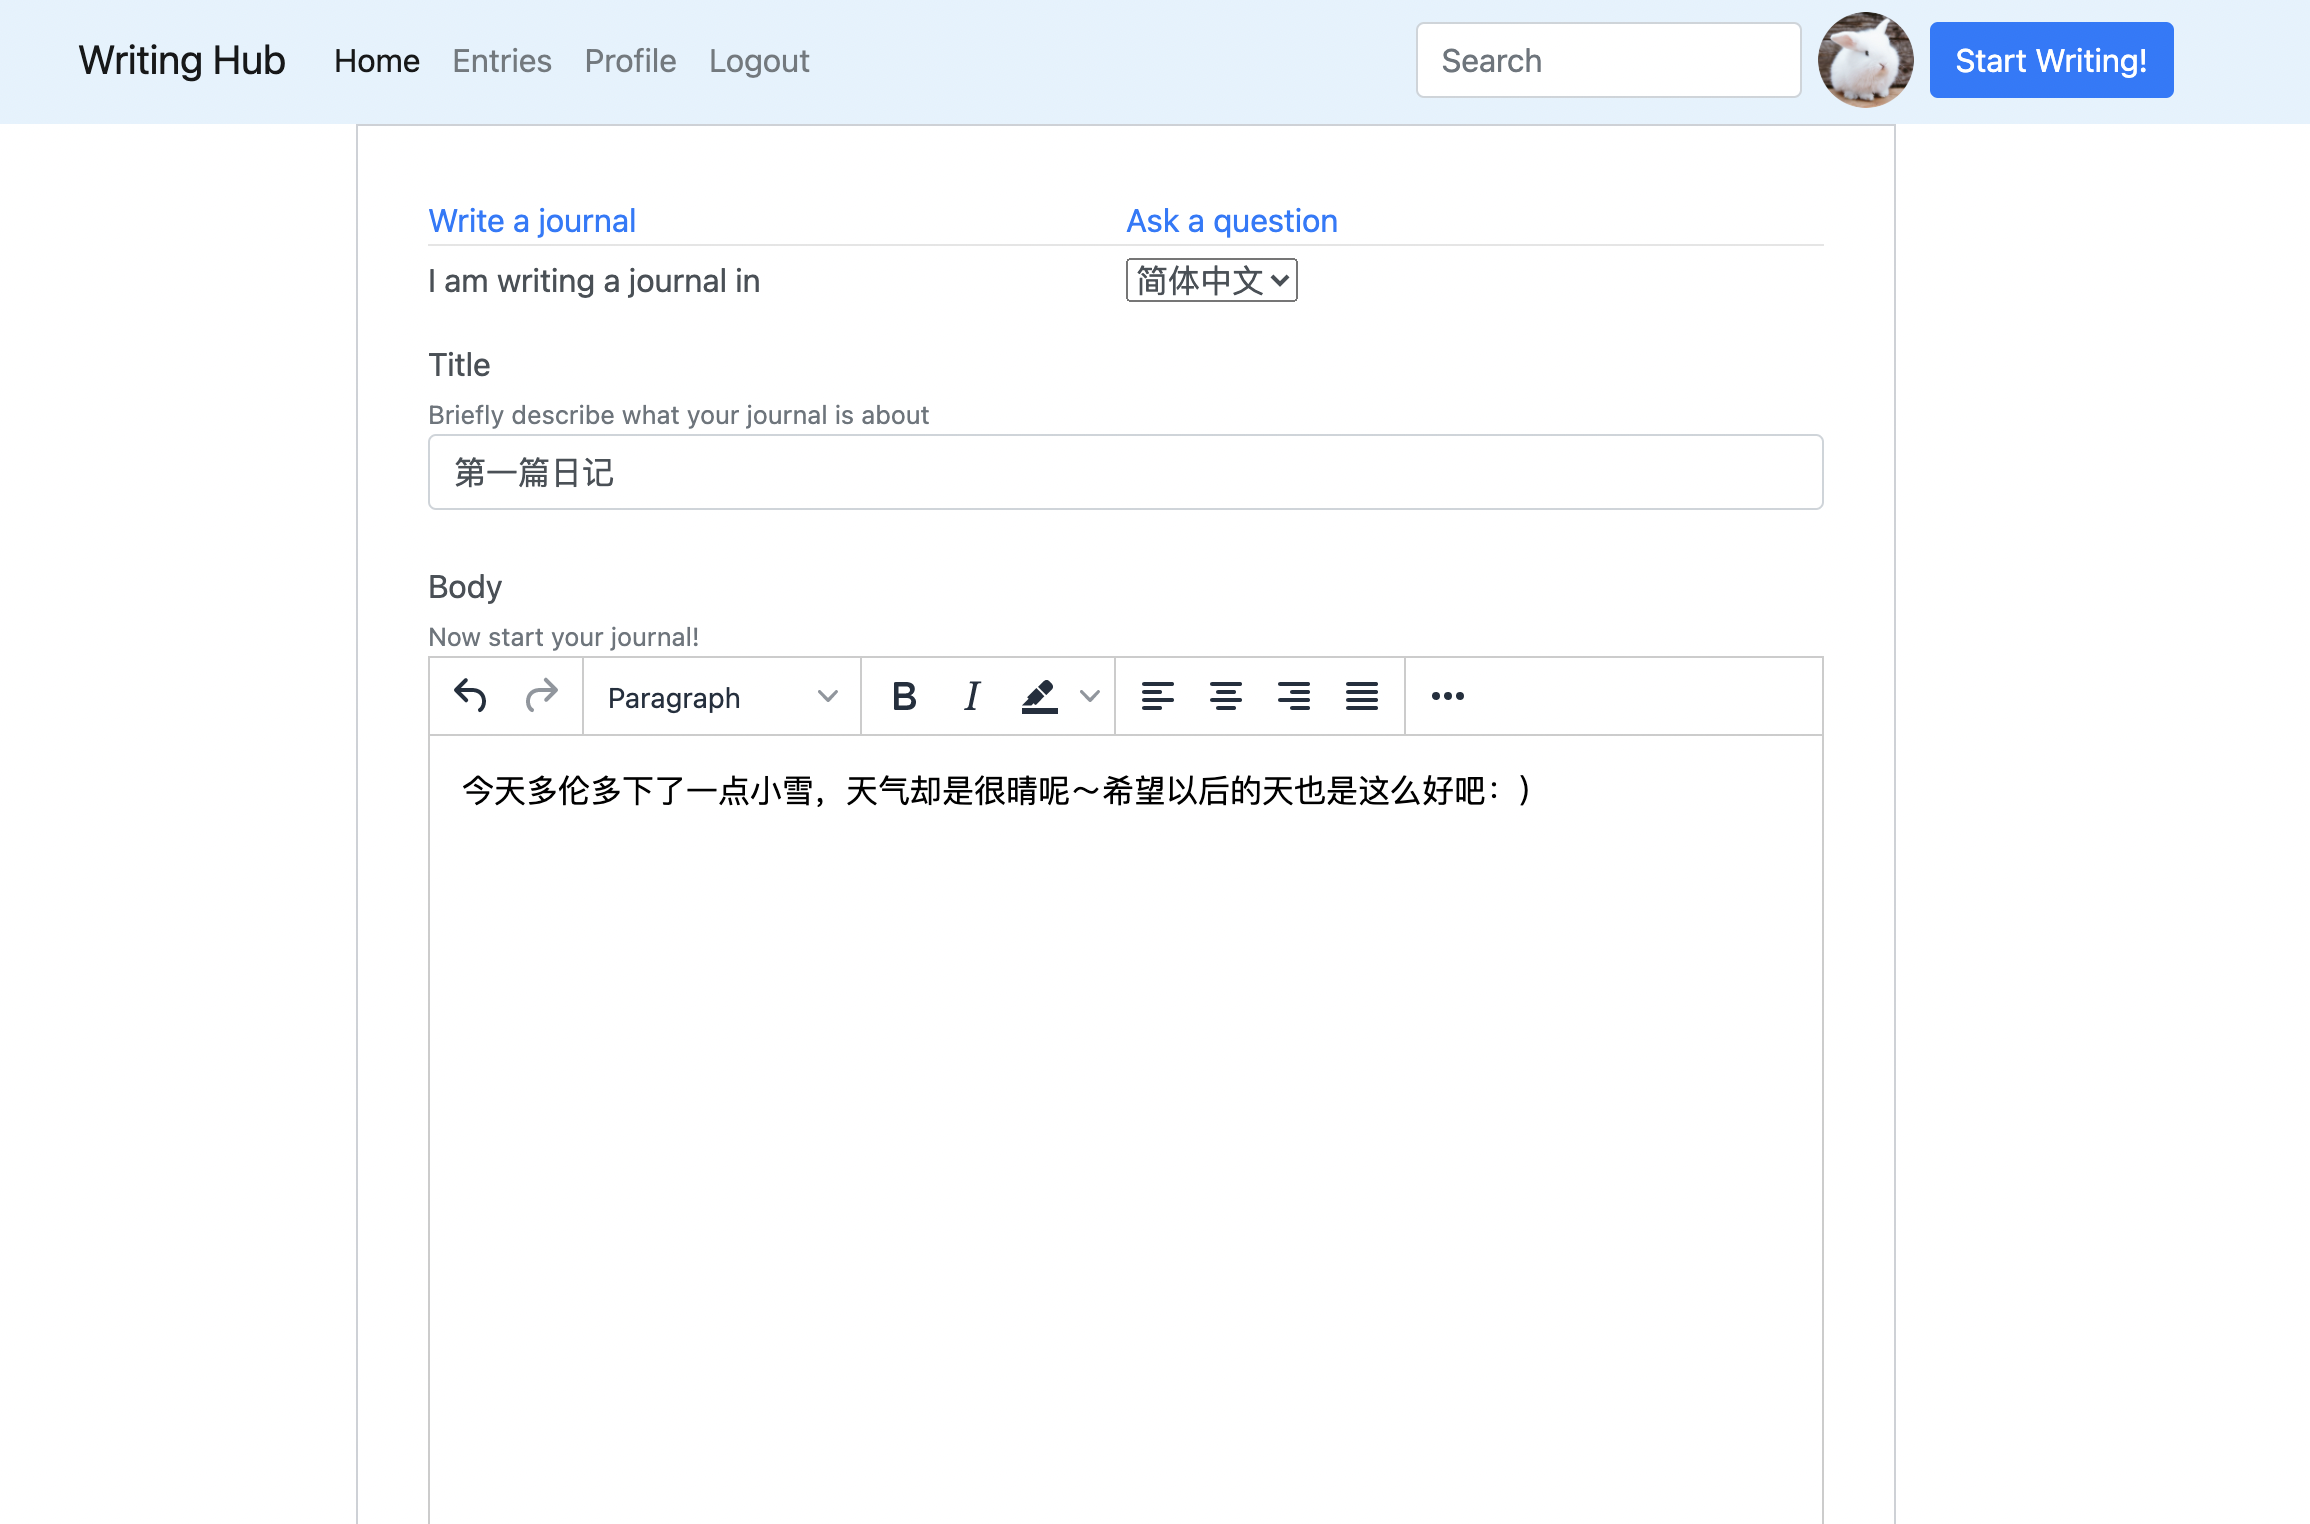 Writing Hub Home Entries Profile Logout Search Start Writing!
Write a journal Ask a question
I am writing a journal in 简体中文
Title
Briefly describe what your journal is about
第一篇日记
Body
Now start your journal!
Paragraph B I
今天多伦多下了一点小雪，天气却是很晴呢～希望以后的天也是这么好吧：）